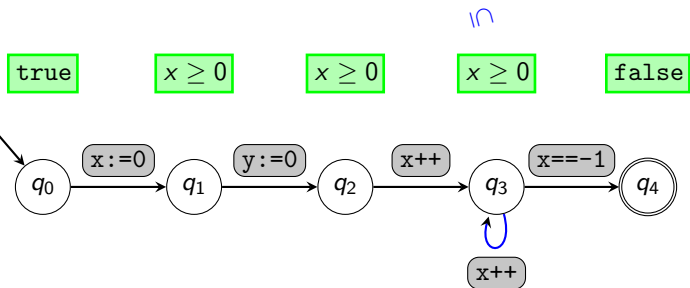 ⊆
true x ≥ 0 x ≥ 0 x ≥ 0 false
x:=0 y:=0 x++ x==-1
q0 q1 q2 q3 q4
x++